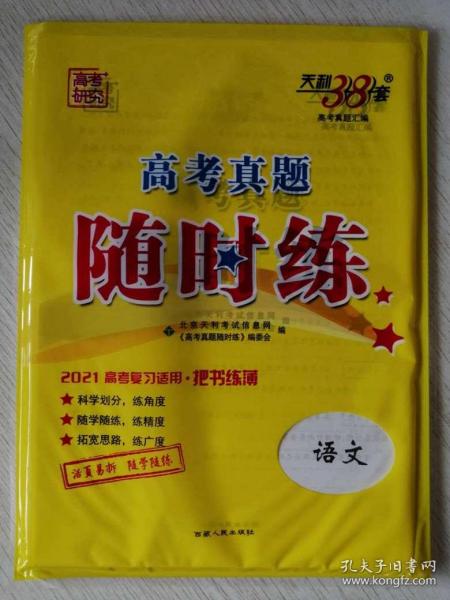 高考
研究
天利38套®
高考真题汇编
高考真题
随时练
北京天利考试信息网
《高考真题随时练》编委会
编
2021 高考复习适用·把书练薄
★ 科学划分，练角度
★ 随学随练，练精度
★ 拓宽思路，练广度
活页易拆 随学随练
语文
西藏人民出版社
孔夫子旧书网
www.kongfz.com